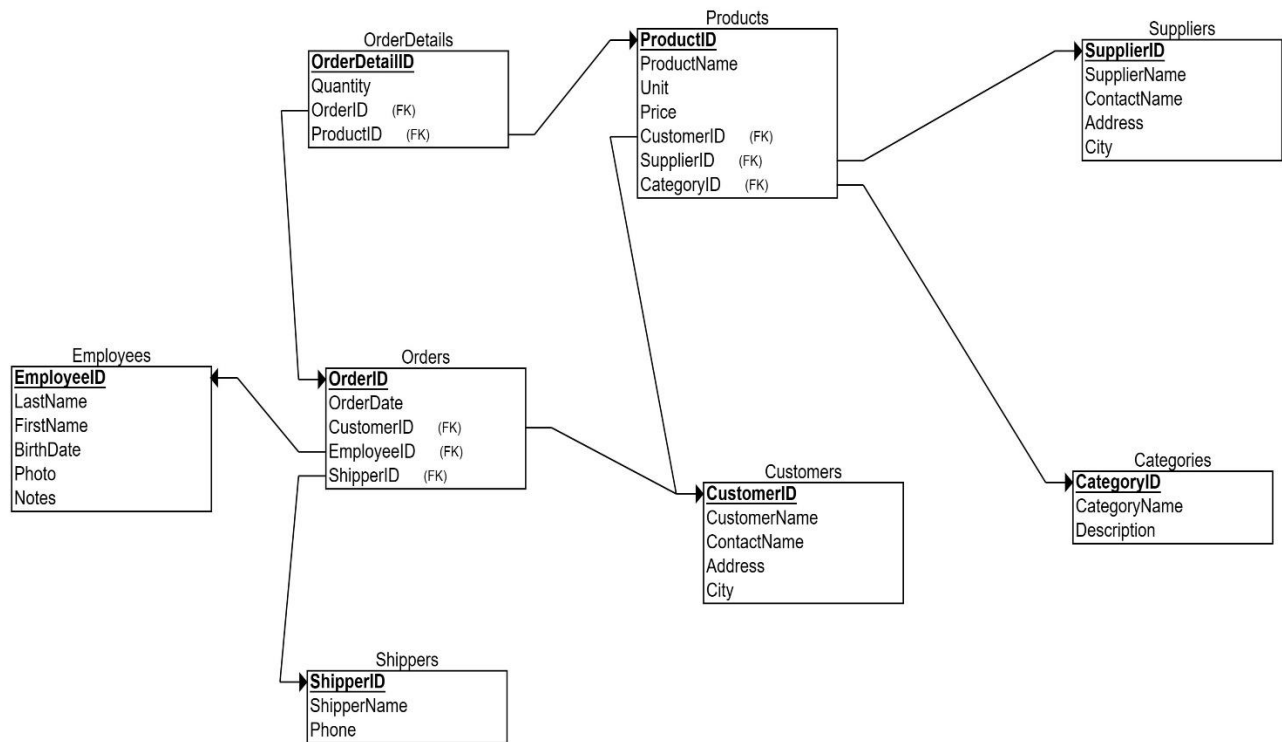 OrderDetails
OrderDetailID
Quantity
OrderID (FK)
ProductID (FK)
Products
ProductID
ProductName
Unit
Price
CustomerID (FK)
SupplierID (FK)
CategoryID (FK)
Suppliers
SupplierID
SupplierName
ContactName
Address
City
Employees
EmployeeID
LastName
FirstName
BirthDate
Photo
Notes
Orders
OrderID
OrderDate
CustomerID (FK)
EmployeeID (FK)
ShipperID (FK)
Customers
CustomerID
CustomerName
ContactName
Address
City
Categories
CategoryID
CategoryName
Description
Shippers
ShipperID
ShipperName
Phone